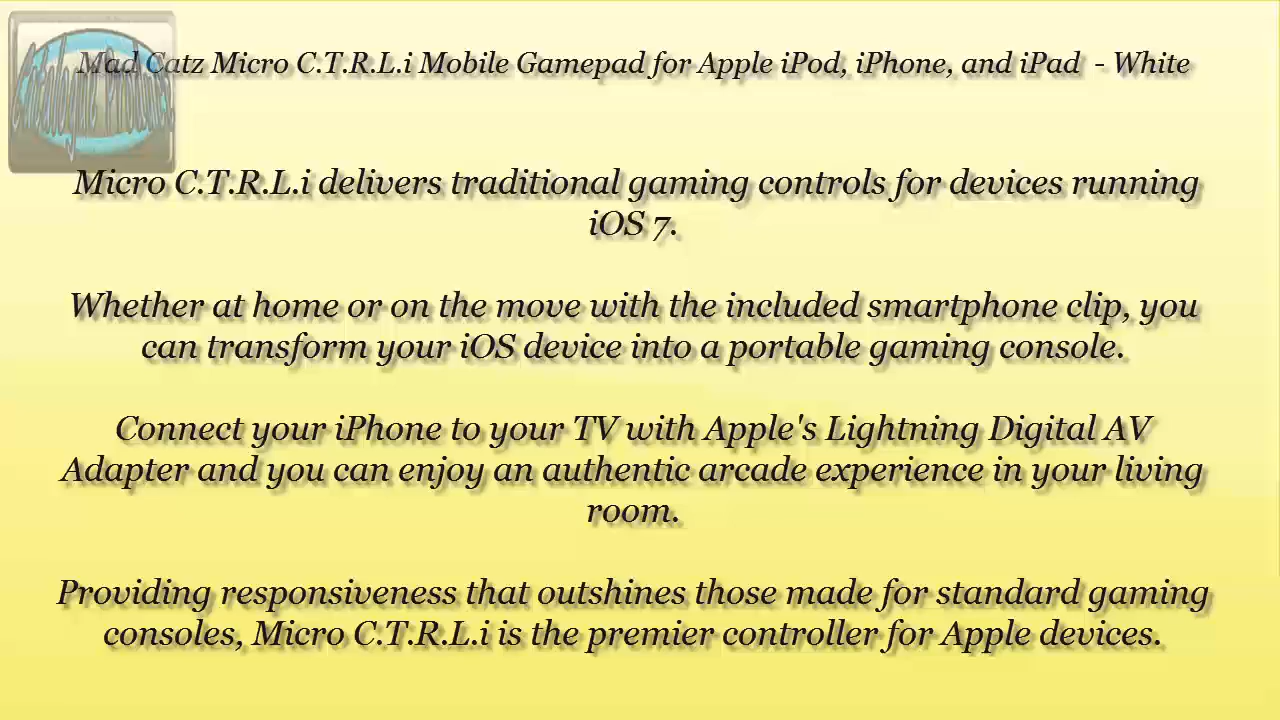 Mad Catz Micro C.T.R.L.i Mobile Gamepad for Apple iPod, iPhone, and iPad - White
Micro C.T.R.L.i delivers traditional gaming controls for devices running
iOS 7.
Whether at home or on the move with the included smartphone clip, you
can transform your iOS device into a portable gaming console.
Connect your iPhone to your TV with Apple's Lightning Digital AV
Adapter and you can enjoy an authentic arcade experience in your living
room.
Providing responsiveness that outshines those made for standard gaming
consoles, Micro C.T.R.L.i is the premier controller for Apple devices.